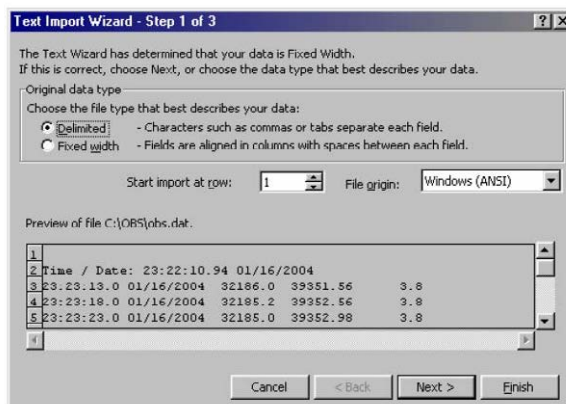 Text Import Wizard - Step 1 of 3
The Text Wizard has determined that your data is Fixed Width.
If this is correct, choose Next, or choose the data type that best describes your data.
Original data type
Choose the file type that best describes your data:
Delimited - Characters such as commas or tabs separate each field.
Fixed width - Fields are aligned in columns with spaces between each field.
Start import at row: 1 File origin: Windows (ANSI)
Preview of file C:\OBS\obs.dat.
1
2 Time / Date: 23:22:10.94 01/16/2004
3 23.23.13.0 01/16/2004 32186.0 39351.56 3.8
4 23:23:18.0 01/16/2004 32185.2 39352.56 3.8
5 23:23:23.0 01/16/2004 32185.0 39352.98 3.8
Cancel < Back Next > Finish